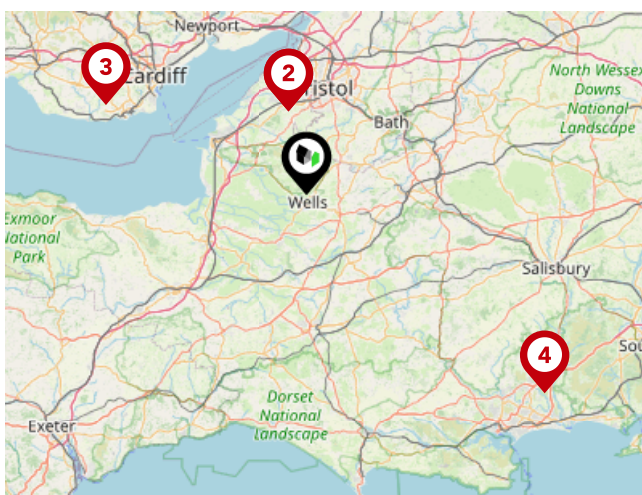 Newport
3
Cardiff
2
Bristol
North Wessex
Downs
National
Landscape
Bath
Wells
Exmoor
National
Park
Salisbury
Sou
4
Dorset
National
Landscape
Exeter